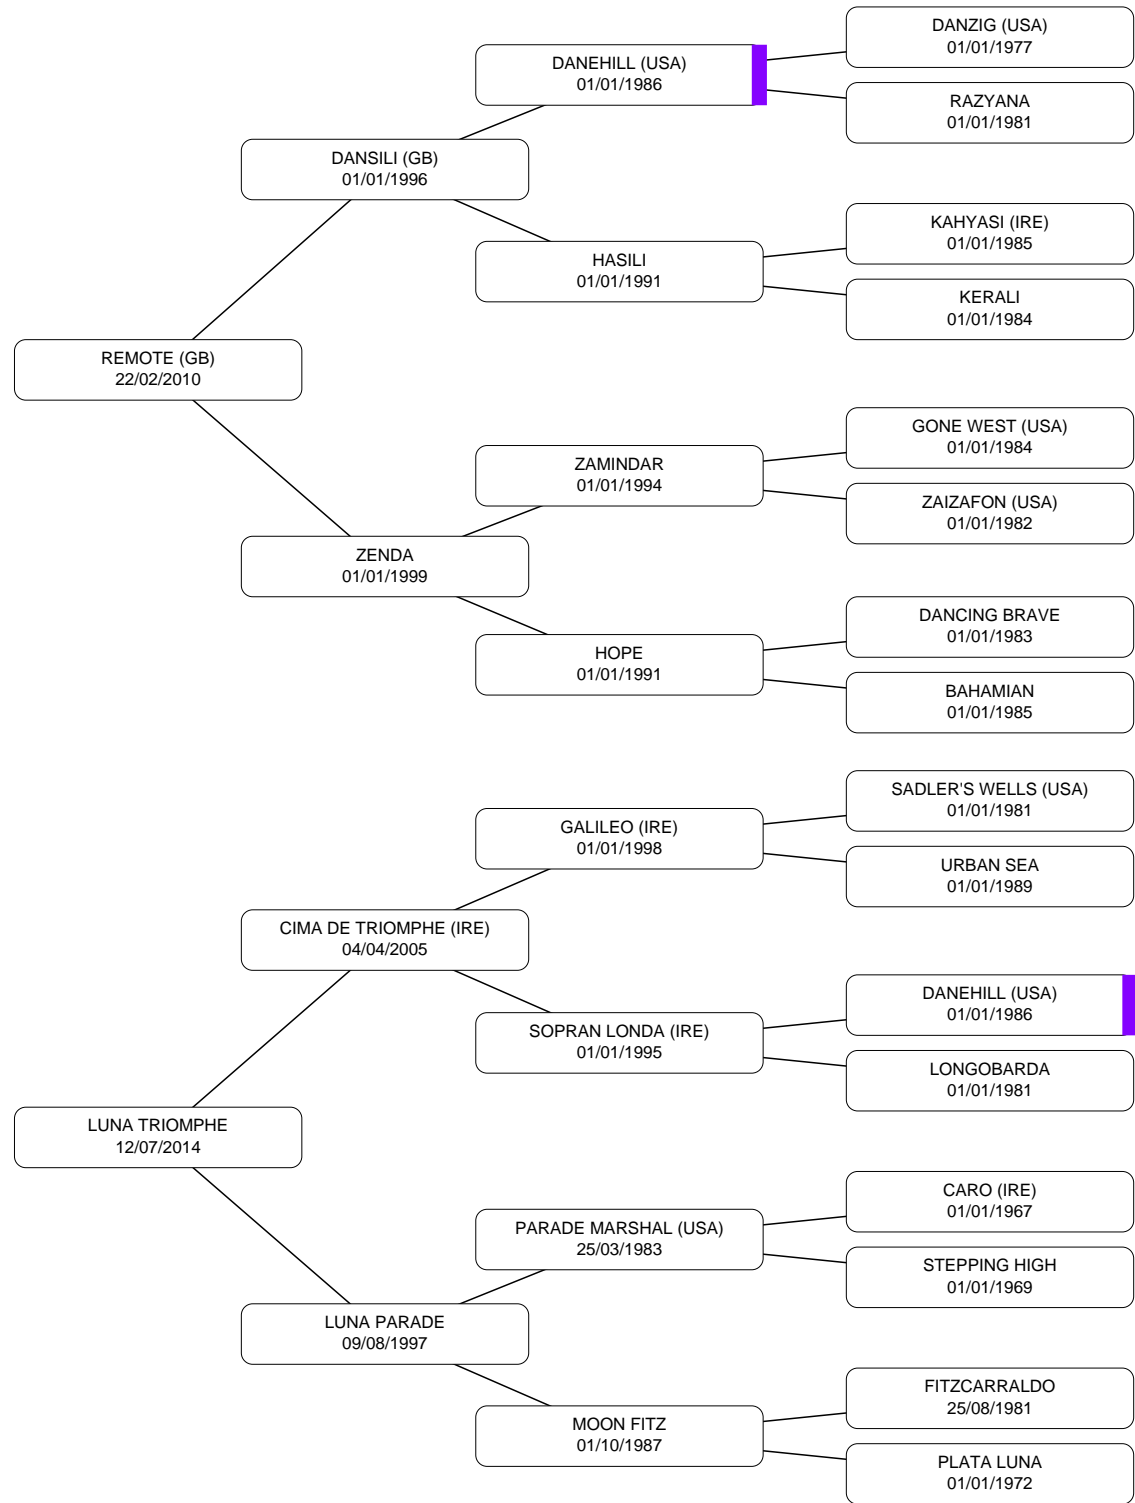 DANZIG (USA)
01/01/1977
DANEHILL (USA)
01/01/1986
RAZYANA
01/01/1981
DANSILI (GB)
01/01/1996
KAHYASI (IRE)
01/01/1985
HASILI
01/01/1991
KERALI
01/01/1984
REMOTE (GB)
22/02/2010
GONE WEST (USA)
01/01/1984
ZAMINDAR
01/01/1994
ZAIZAFON (USA)
01/01/1982
ZENDA
01/01/1999
DANCING BRAVE
01/01/1983
HOPE
01/01/1991
BAHAMIAN
01/01/1985
SADLER'S WELLS (USA)
01/01/1981
GALILEO (IRE)
01/01/1998
URBAN SEA
01/01/1989
CIMA DE TRIOMPHE (IRE)
04/04/2005
DANEHILL (USA)
01/01/1986
SOPRAN LONDA (IRE)
01/01/1995
LONGOBARDA
01/01/1981
LUNA TRIOMPHE
12/07/2014
CARO (IRE)
01/01/1967
PARADE MARSHAL (USA)
25/03/1983
STEPPING HIGH
01/01/1969
LUNA PARADE
09/08/1997
FITZCARRALDO
25/08/1981
MOON FITZ
01/10/1987
PLATA LUNA
01/01/1972